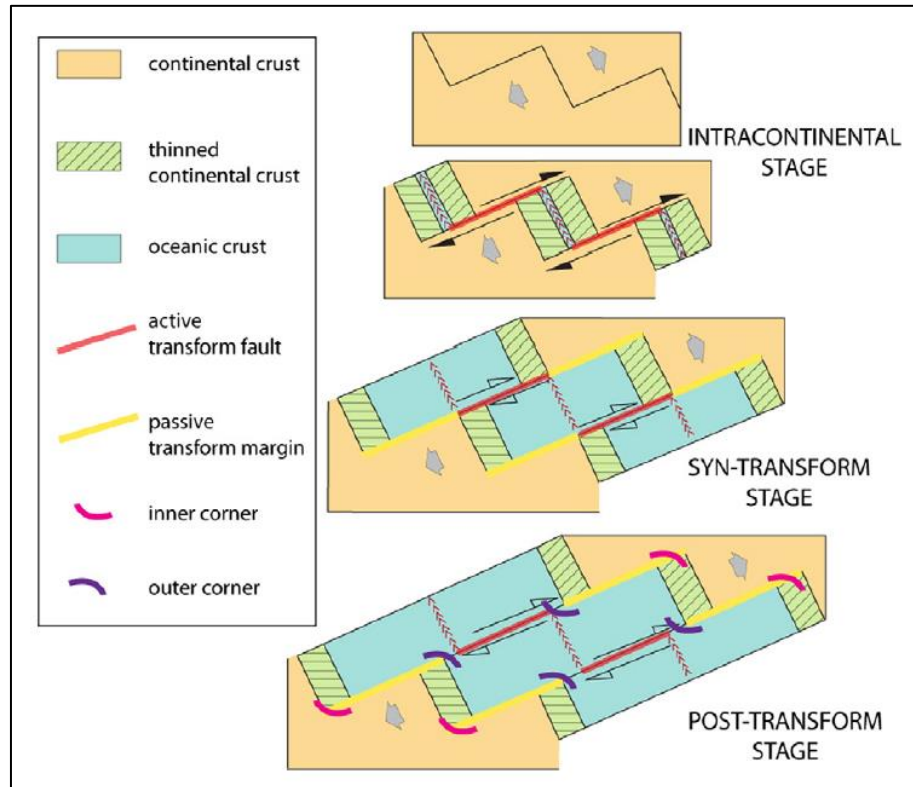 continental crust
thinned
continental crust
oceanic crust
active
transform fault
passive
transform margin
inner corner
outer corner
INTRACONTINENTAL
STAGE
SYN-TRANSFORM
STAGE
POST-TRANSFORM
STAGE